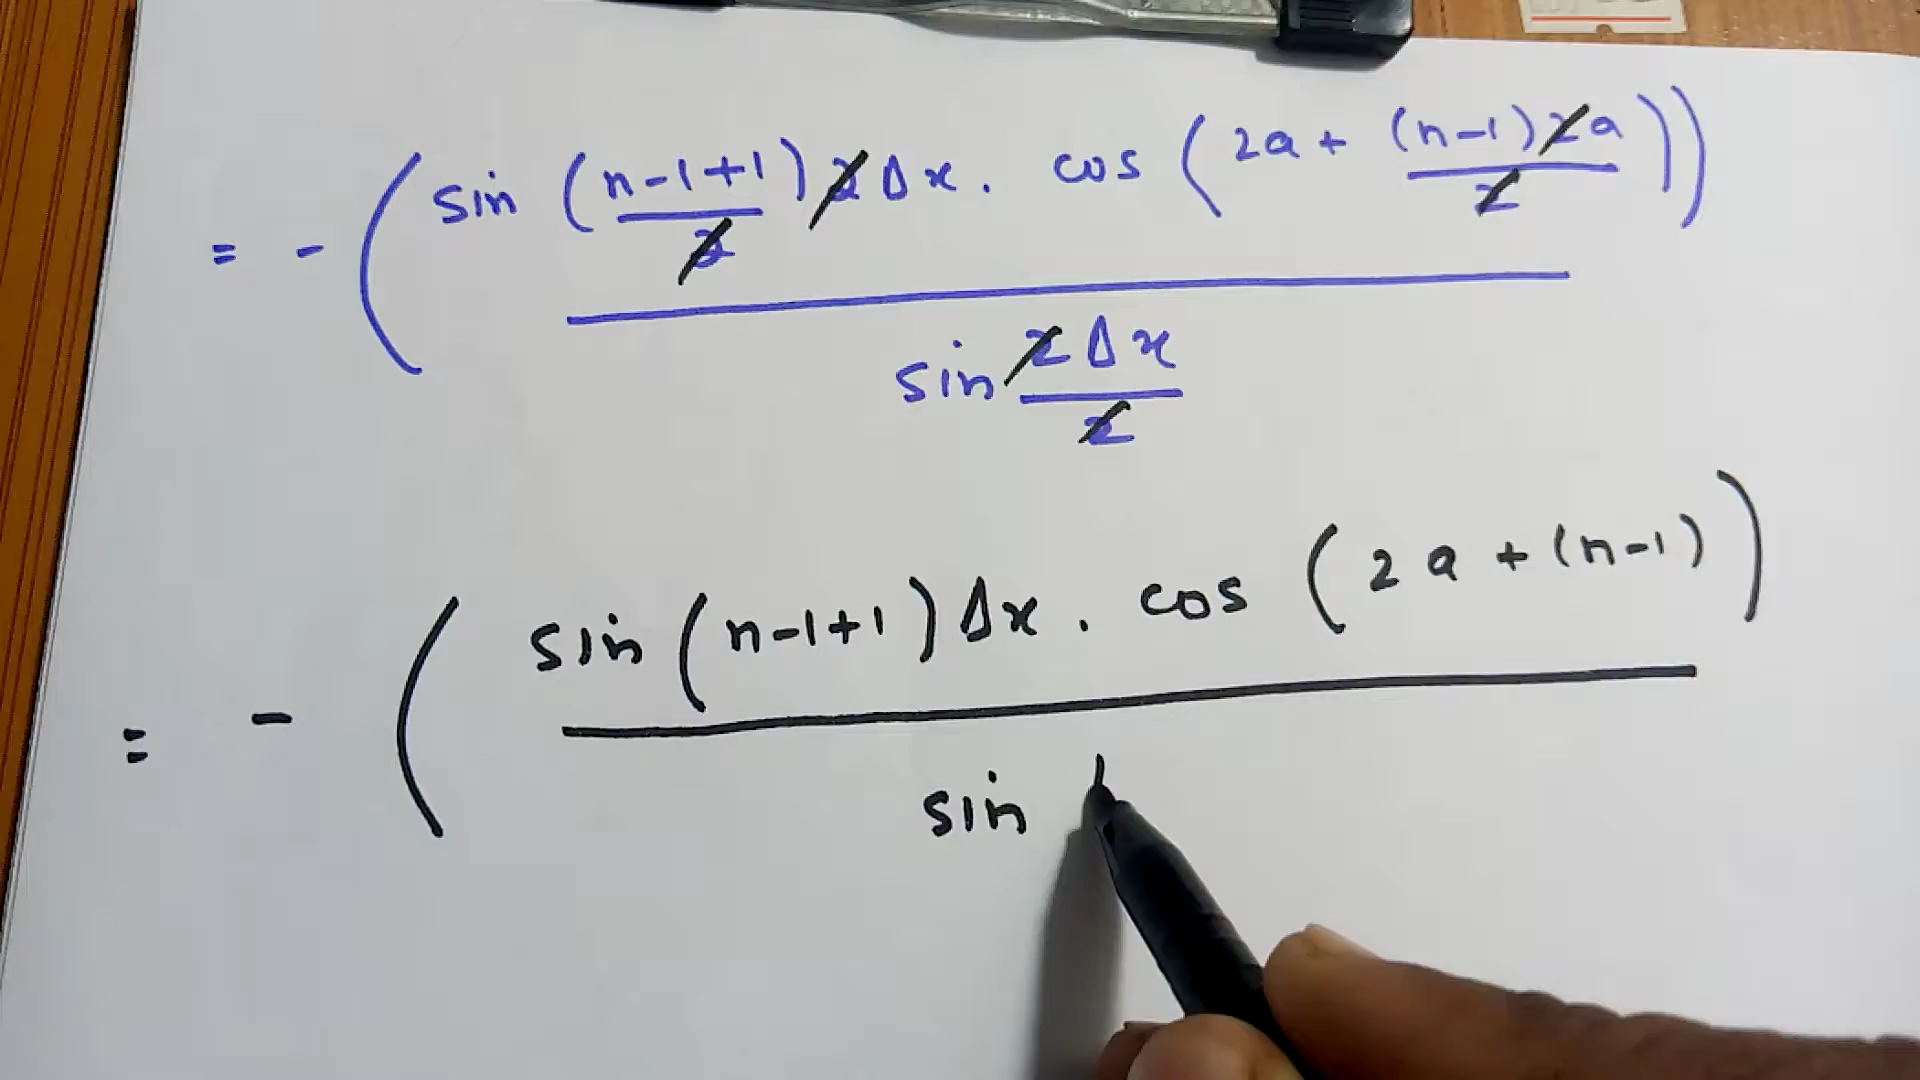 = - ( sin ((n-1+1)/2) 2Δx . cos (2a + (n-1)2a/2) ) / sin 2Δx/2
= - ( sin (n-1+1) Δx . cos (2a + (n-1)) / sin